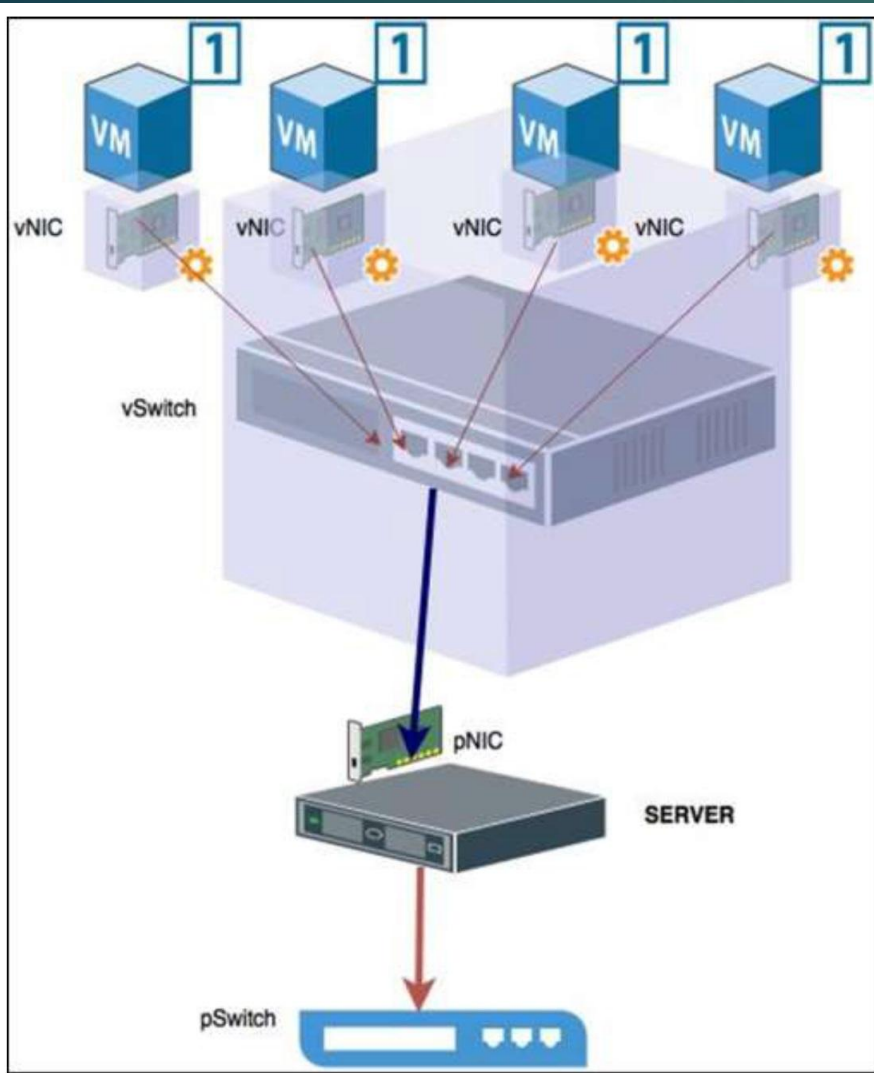 1 1 1 1
VM VM VM VM
vNIC vNIC vNIC vNIC
vSwitch
pNIC
SERVER
pSwitch